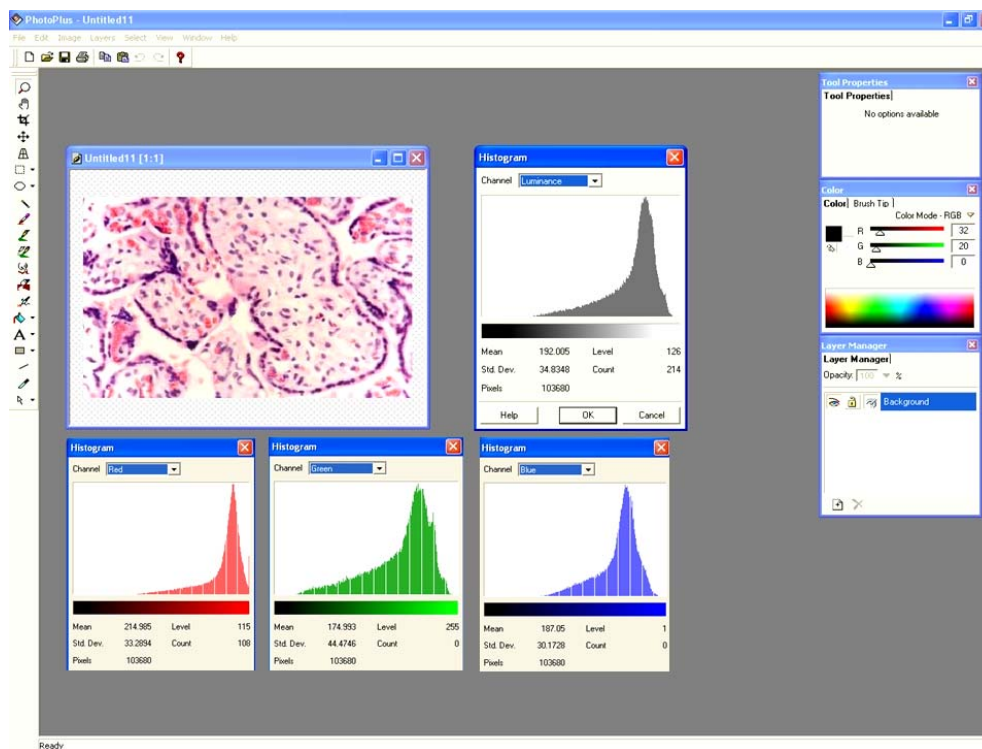 PhotoPlus - Untitled11
File Edit Image Layers Select View Window Help
Untitled11 [1:1]
Histogram
Channel Luminance
Mean 192.005 Level 126
Std. Dev. 34.8348 Count 214
Pixels 103680
Help OK Cancel
Histogram
Channel Red
Mean 214.985 Level 115
Std. Dev. 33.2894 Count 108
Pixels 103680
Histogram
Channel Green
Mean 174.993 Level 255
Std. Dev. 44.4746 Count 0
Pixels 103680
Histogram
Channel Blue
Mean 187.05 Level 1
Std. Dev. 30.1728 Count 0
Pixels 103680
Tool Properties
Tool Properties
No options available
Color
Color Brush Tip
Color Mode - RGB
R 32
G 20
B 0
Layer Manager
Layer Manager
Opacity: 100 %
Background
Ready